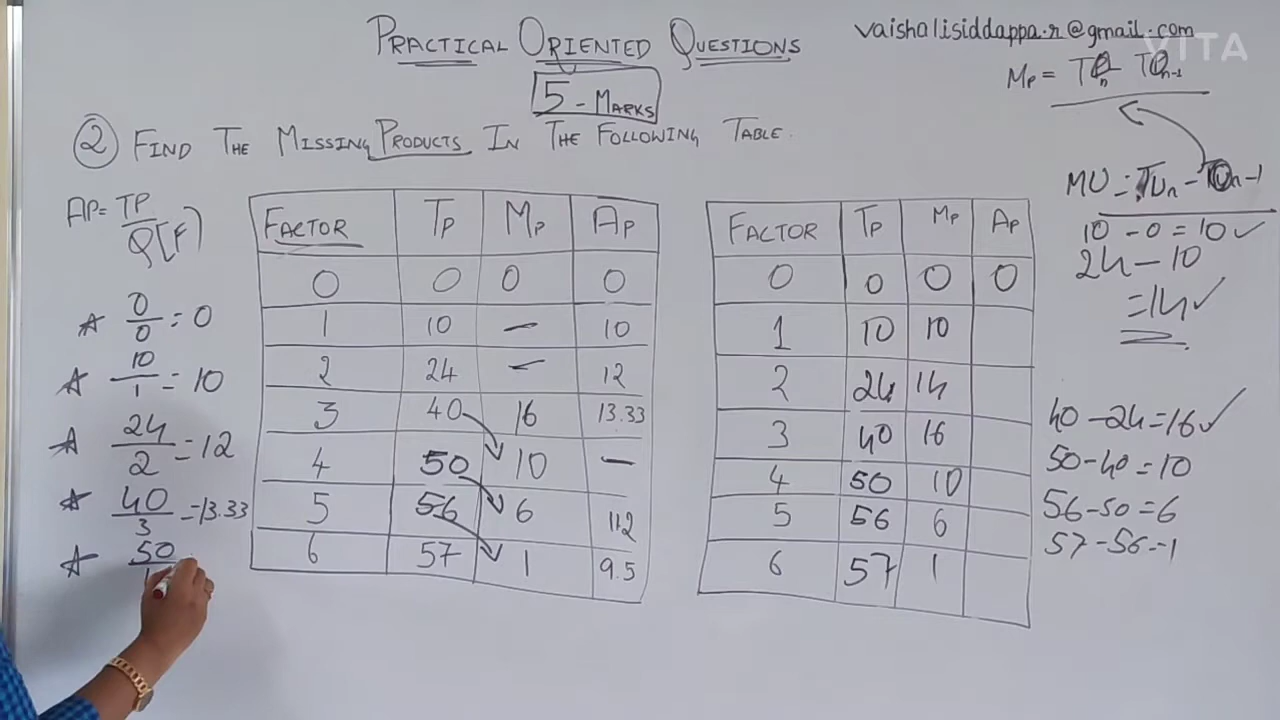 PRACTICAL ORIENTED QUESTIONS
5 - MARKS
vaishalisiddappa.r@gmail.com
VITA
② FIND THE MISSING PRODUCTS IN THE FOLLOWING TABLE.
AP = TP / Q[F)
☆ 0/0 = 0
☆ 10/1 = 10
☆ 24/2 = 12
☆ 40/3 = 13.33
☆ 50
FACTOR TP MP AP
0 0 0 0
1 10 – 10
2 24 – 12
3 40 16 13.33
4 50 10 –
5 56 6 11.2
6 57 1 9.5
FACTOR TP MP AP
0 0 0 0
1 10 10
2 24 14
3 40 16
4 50 10
5 56 6
6 57 1
MP = TQn - TQn-1
MU = TUn - TUn-1
10 - 0 = 10 ✓
24 - 10
= 14 ✓
40 - 24 = 16 ✓
50 - 40 = 10
56 - 50 = 6
57 - 56 = 1